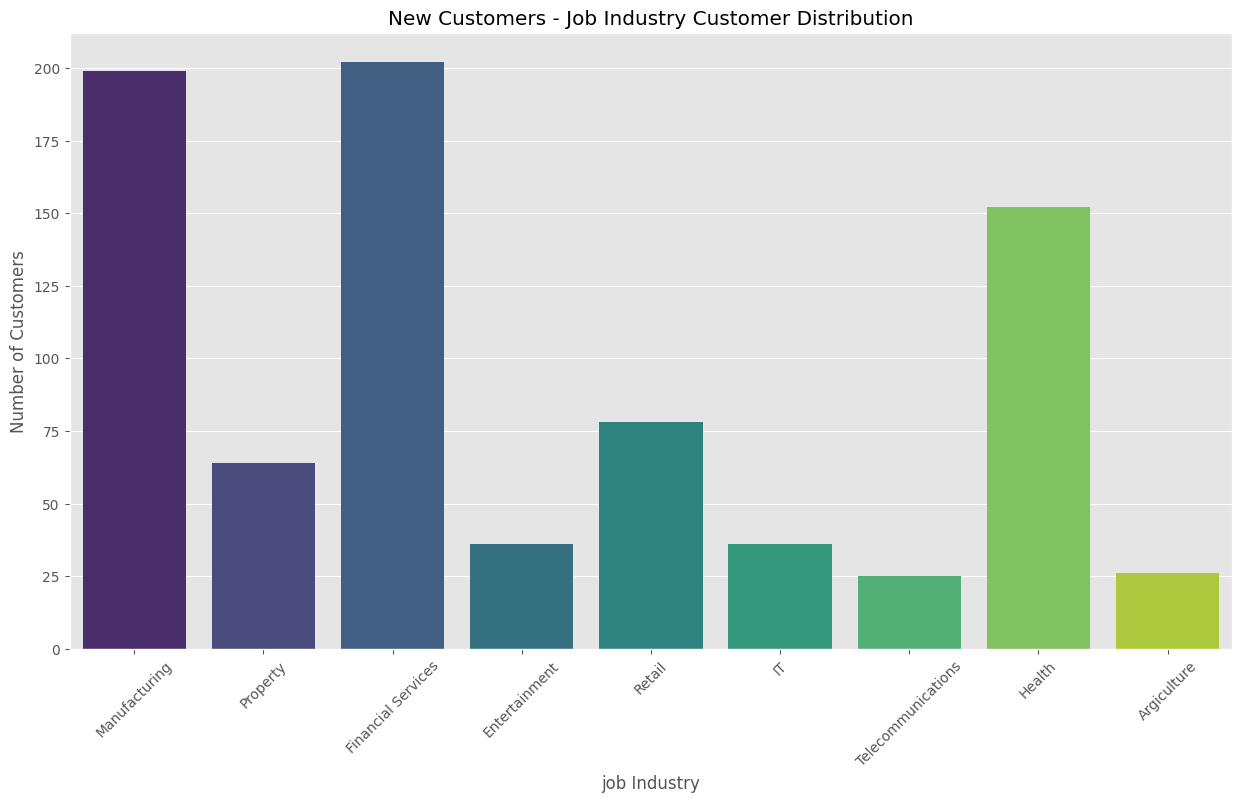 New Customers - Job Industry Customer Distribution
Number of Customers
200
175
150
125
100
75
50
25
0
Manufacturing
Property
Financial Services
Entertainment
Retail
IT
Telecommunications
Health
Argiculture
job Industry